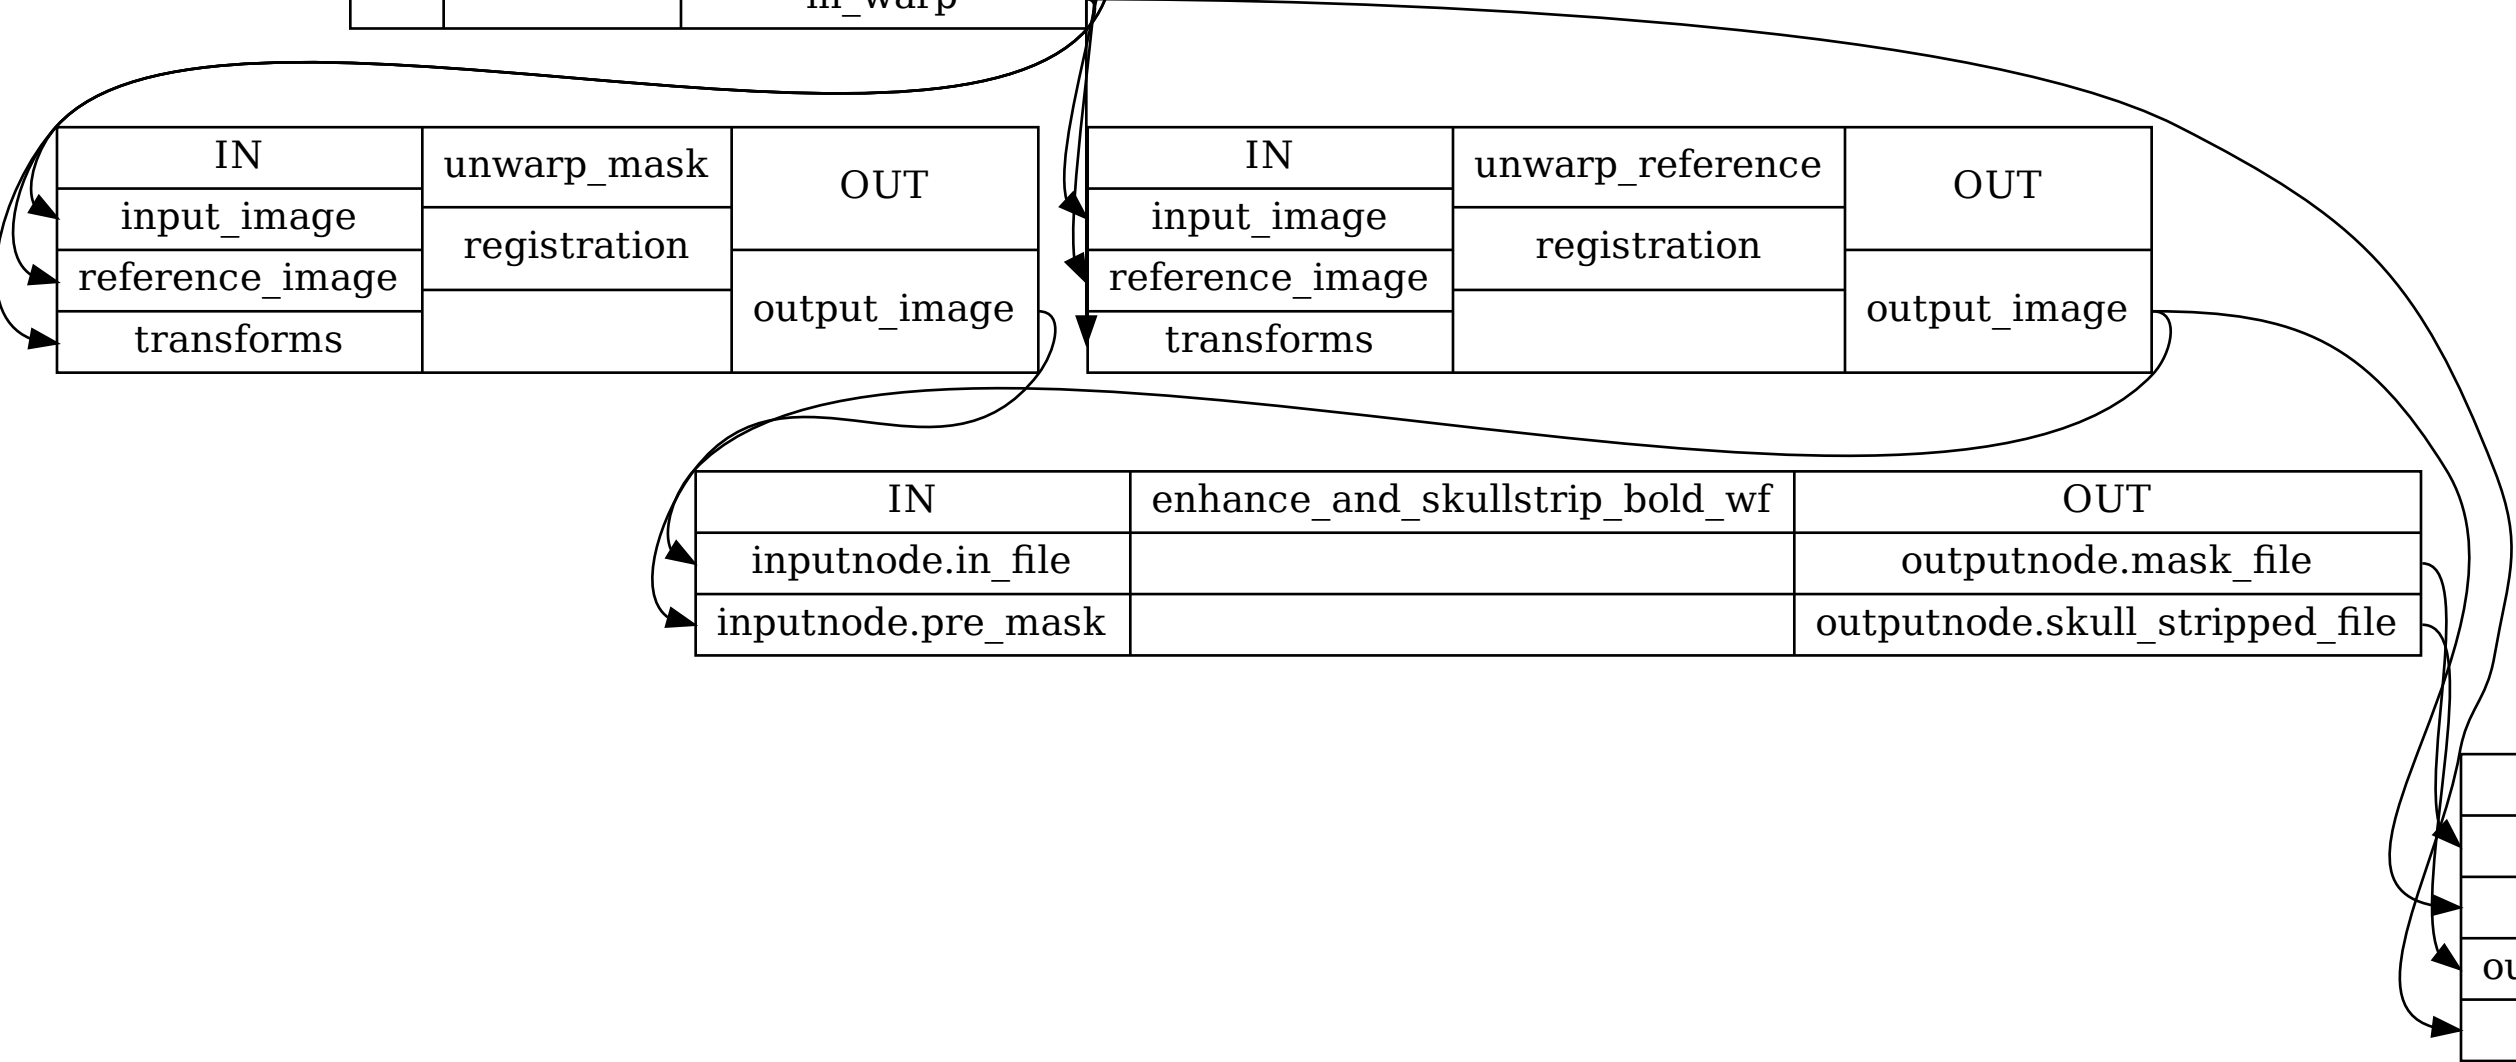 in_warp
IN
input_image
reference_image
transforms
unwarp_mask
registration
OUT
output_image
IN
input_image
reference_image
transforms
unwarp_reference
registration
OUT
output_image
IN
inputnode.in_file
inputnode.pre_mask
enhance_and_skullstrip_bold_wf
OUT
outputnode.mask_file
outputnode.skull_stripped_file